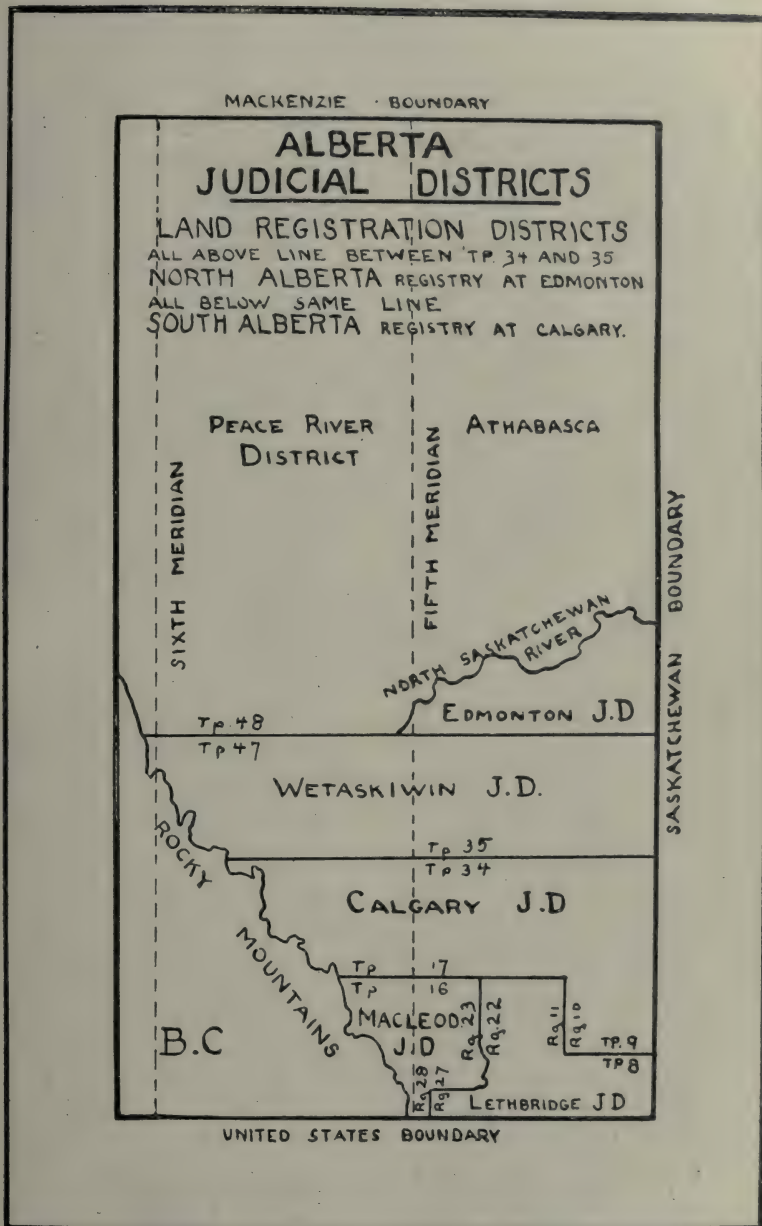 MACKENZIE BOUNDARY
ALBERTA
JUDICIAL DISTRICTS
LAND REGISTRATION DISTRICTS
ALL ABOVE LINE BETWEEN TP. 34 AND 35
NORTH ALBERTA REGISTRY AT EDMONTON
ALL BELOW SAME LINE
SOUTH ALBERTA REGISTRY AT CALGARY.
PEACE RIVER
DISTRICT
ATHABASCA
SIXTH MERIDIAN
FIFTH MERIDIAN
SASKATCHEWAN BOUNDARY
NORTH SASKATCHEWAN
RIVER
EDMONTON J.D
Tp. 48
Tp 47
WETASKIWIN J.D.
ROCKY
MOUNTAINS
Tp 35
Tp 34
CALGARY J.D
Tp 17
Tp 16
MACLEOD
J.D
Rg. 23
Rg. 22
Rg. 11
Rg. 10
TP. 9
TP 8
B.C
Rg. 28
Rg. 27
LETHBRIDGE J D
UNITED STATES BOUNDARY